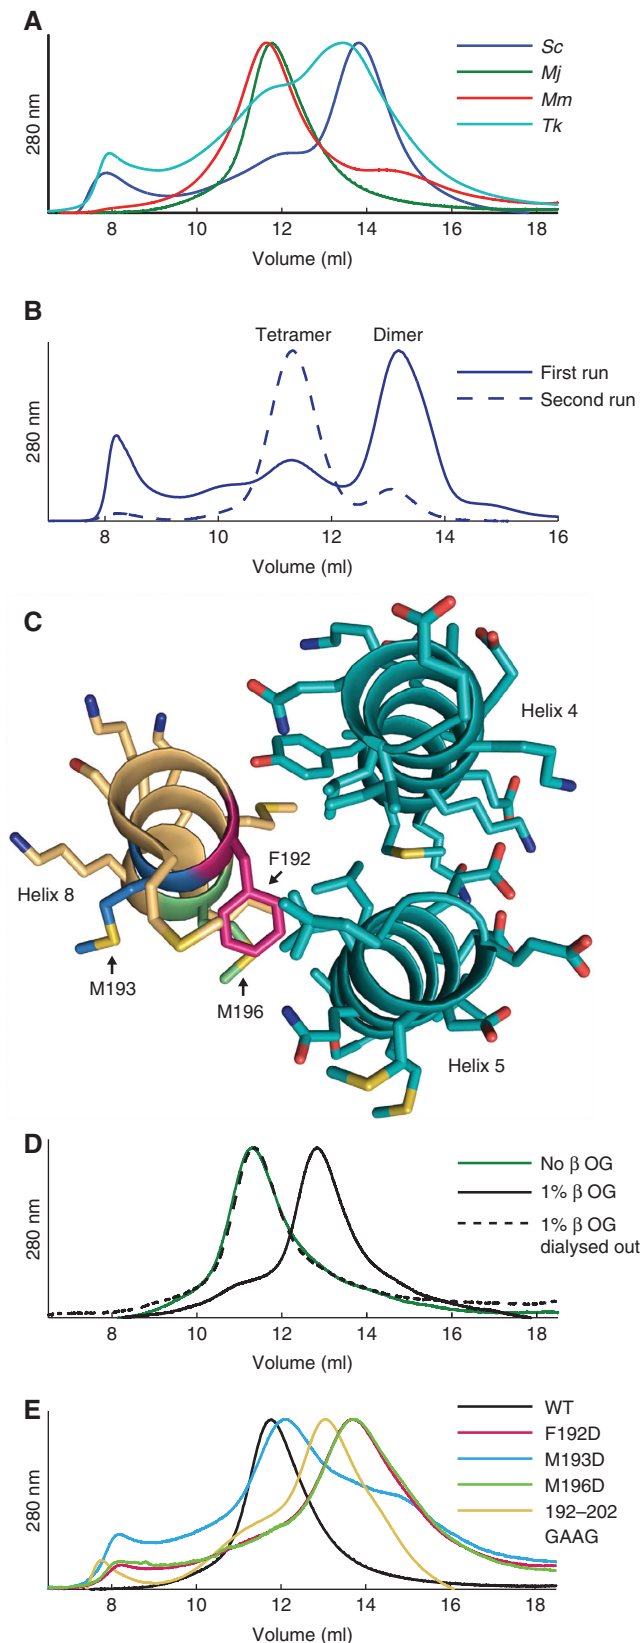 A
280 nm
Sc
Mj
Mm
Tk
8 10 12 14 16 18
Volume (ml)
B
280 nm
Tetramer Dimer
First run
Second run
8 10 12 14 16
Volume (ml)
C
Helix 4
F192
Helix 8
M193
M196
Helix 5
D
280 nm
No β OG
1% β OG
1% β OG
dialysed out
8 10 12 14 16 18
Volume (ml)
E
280 nm
WT
F192D
M193D
M196D
192–202
GAAG
8 10 12 14 16 18
Volume (ml)